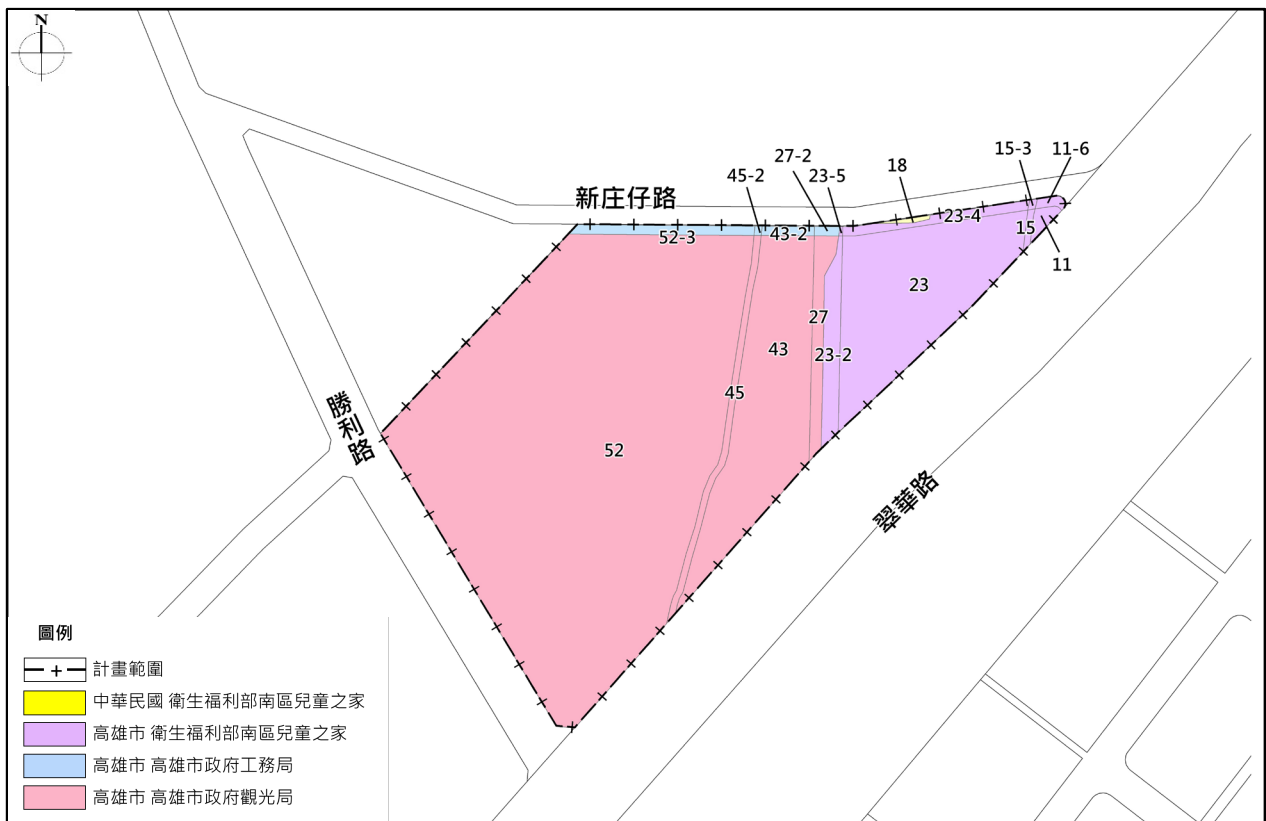 N
15-3
11-6
27-2
18
45-2
23-5
新庄仔路
23-4
15
52-3
43-2
11
23
27
43
23-2
45
勝利路
52
翠華路
圖例
計畫範圍
中華民國 衛生福利部南區兒童之家
高雄市 衛生福利部南區兒童之家
高雄市 高雄市政府工務局
高雄市 高雄市政府觀光局